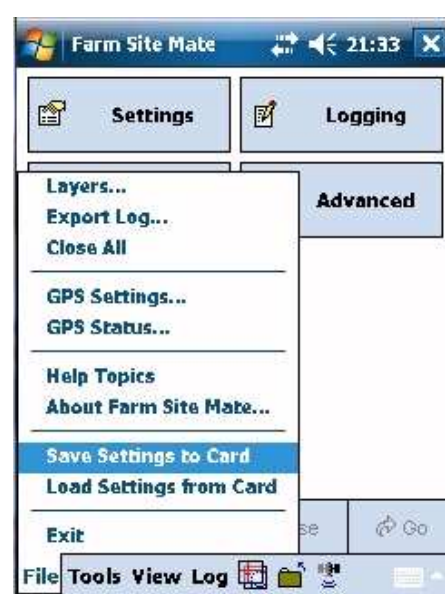 Farm Site Mate 21:33
Settings Logging
Advanced
Layers...
Export Log...
Close All
GPS Settings...
GPS Status...
Help Topics
About Farm Site Mate...
Save Settings to Card
Load Settings from Card
Exit
Go
File Tools View Log